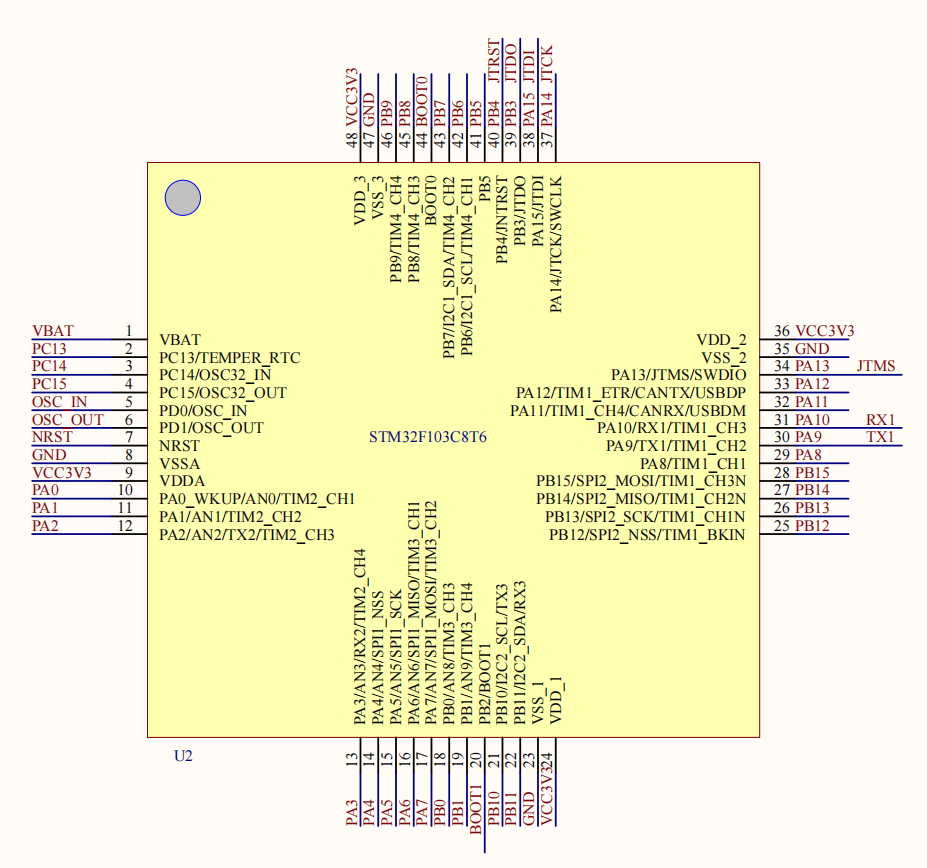 48 VCC3V3
47 GND
46 PB9
45 PB8
44 BOOT0
43 PB7
42 PB6
41 PB5
40 PB4 JTRST
39 PB3 JTDO
38 PA15 JTDI
37 PA14 JTCK
VDD_3
VSS_3
PB9/TIM4_CH4
PB8/TIM4_CH3
BOOT0
PB7/I2C1_SDA/TIM4_CH2
PB6/I2C1_SCL/TIM4_CH1
PB5
PB4/JNTRST
PB3/JTDO
PA15/JTDI
PA14/JTCK/SWCLK
VBAT 1 VBAT
PC13 2 PC13/TEMPER_RTC
PC14 3 PC14/OSC32_IN
PC15 4 PC15/OSC32_OUT
OSC_IN 5 PD0/OSC_IN
OSC_OUT 6 PD1/OSC_OUT
NRST 7 NRST
GND 8 VSSA
VCC3V3 9 VDDA
PA0 10 PA0_WKUP/AN0/TIM2_CH1
PA1 11 PA1/AN1/TIM2_CH2
PA2 12 PA2/AN2/TX2/TIM2_CH3
STM32F103C8T6
VDD_2 36 VCC3V3
VSS_2 35 GND
PA13/JTMS/SWDIO 34 PA13 JTMS
PA12/TIM1_ETR/CANTX/USBDP 33 PA12
PA11/TIM1_CH4/CANRX/USBDM 32 PA11
PA10/RX1/TIM1_CH3 31 PA10 RX1
PA9/TX1/TIM1_CH2 30 PA9 TX1
PA8/TIM1_CH1 29 PA8
PB15/SPI2_MOSI/TIM1_CH3N 28 PB15
PB14/SPI2_MISO/TIM1_CH2N 27 PB14
PB13/SPI2_SCK/TIM1_CH1N 26 PB13
PB12/SPI2_NSS/TIM1_BKIN 25 PB12
PA3/AN3/RX2/TIM2_CH4
PA4/AN4/SPI1_NSS
PA5/AN5/SPI1_SCK
PA6/AN6/SPI1_MISO/TIM3_CH1
PA7/AN7/SPI1_MOSI/TIM3_CH2
PB0/AN8/TIM3_CH3
PB1/AN9/TIM3_CH4
PB2/BOOT1
PB10/I2C2_SCL/TX3
PB11/I2C2_SDA/RX3
VSS_1
VDD_1
U2
PA3 13
PA4 14
PA5 15
PA6 16
PA7 17
PB0 18
PB1 19
BOOT1 20
PB10 21
PB11 22
GND 23
VCC3V3 24